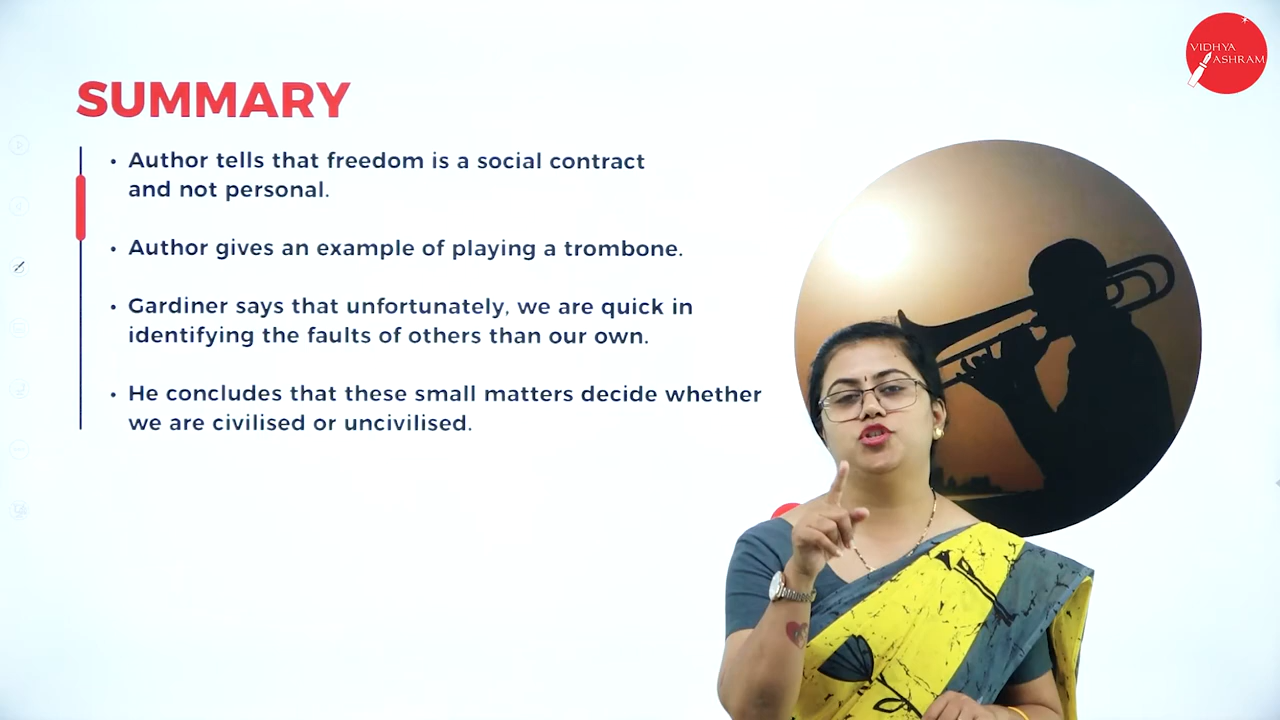 VIDHYA
ASHRAM
SUMMARY
• Author tells that freedom is a social contract
and not personal.
• Author gives an example of playing a trombone.
• Gardiner says that unfortunately, we are quick in
identifying the faults of others than our own.
• He concludes that these small matters decide whether
we are civilised or uncivilised.